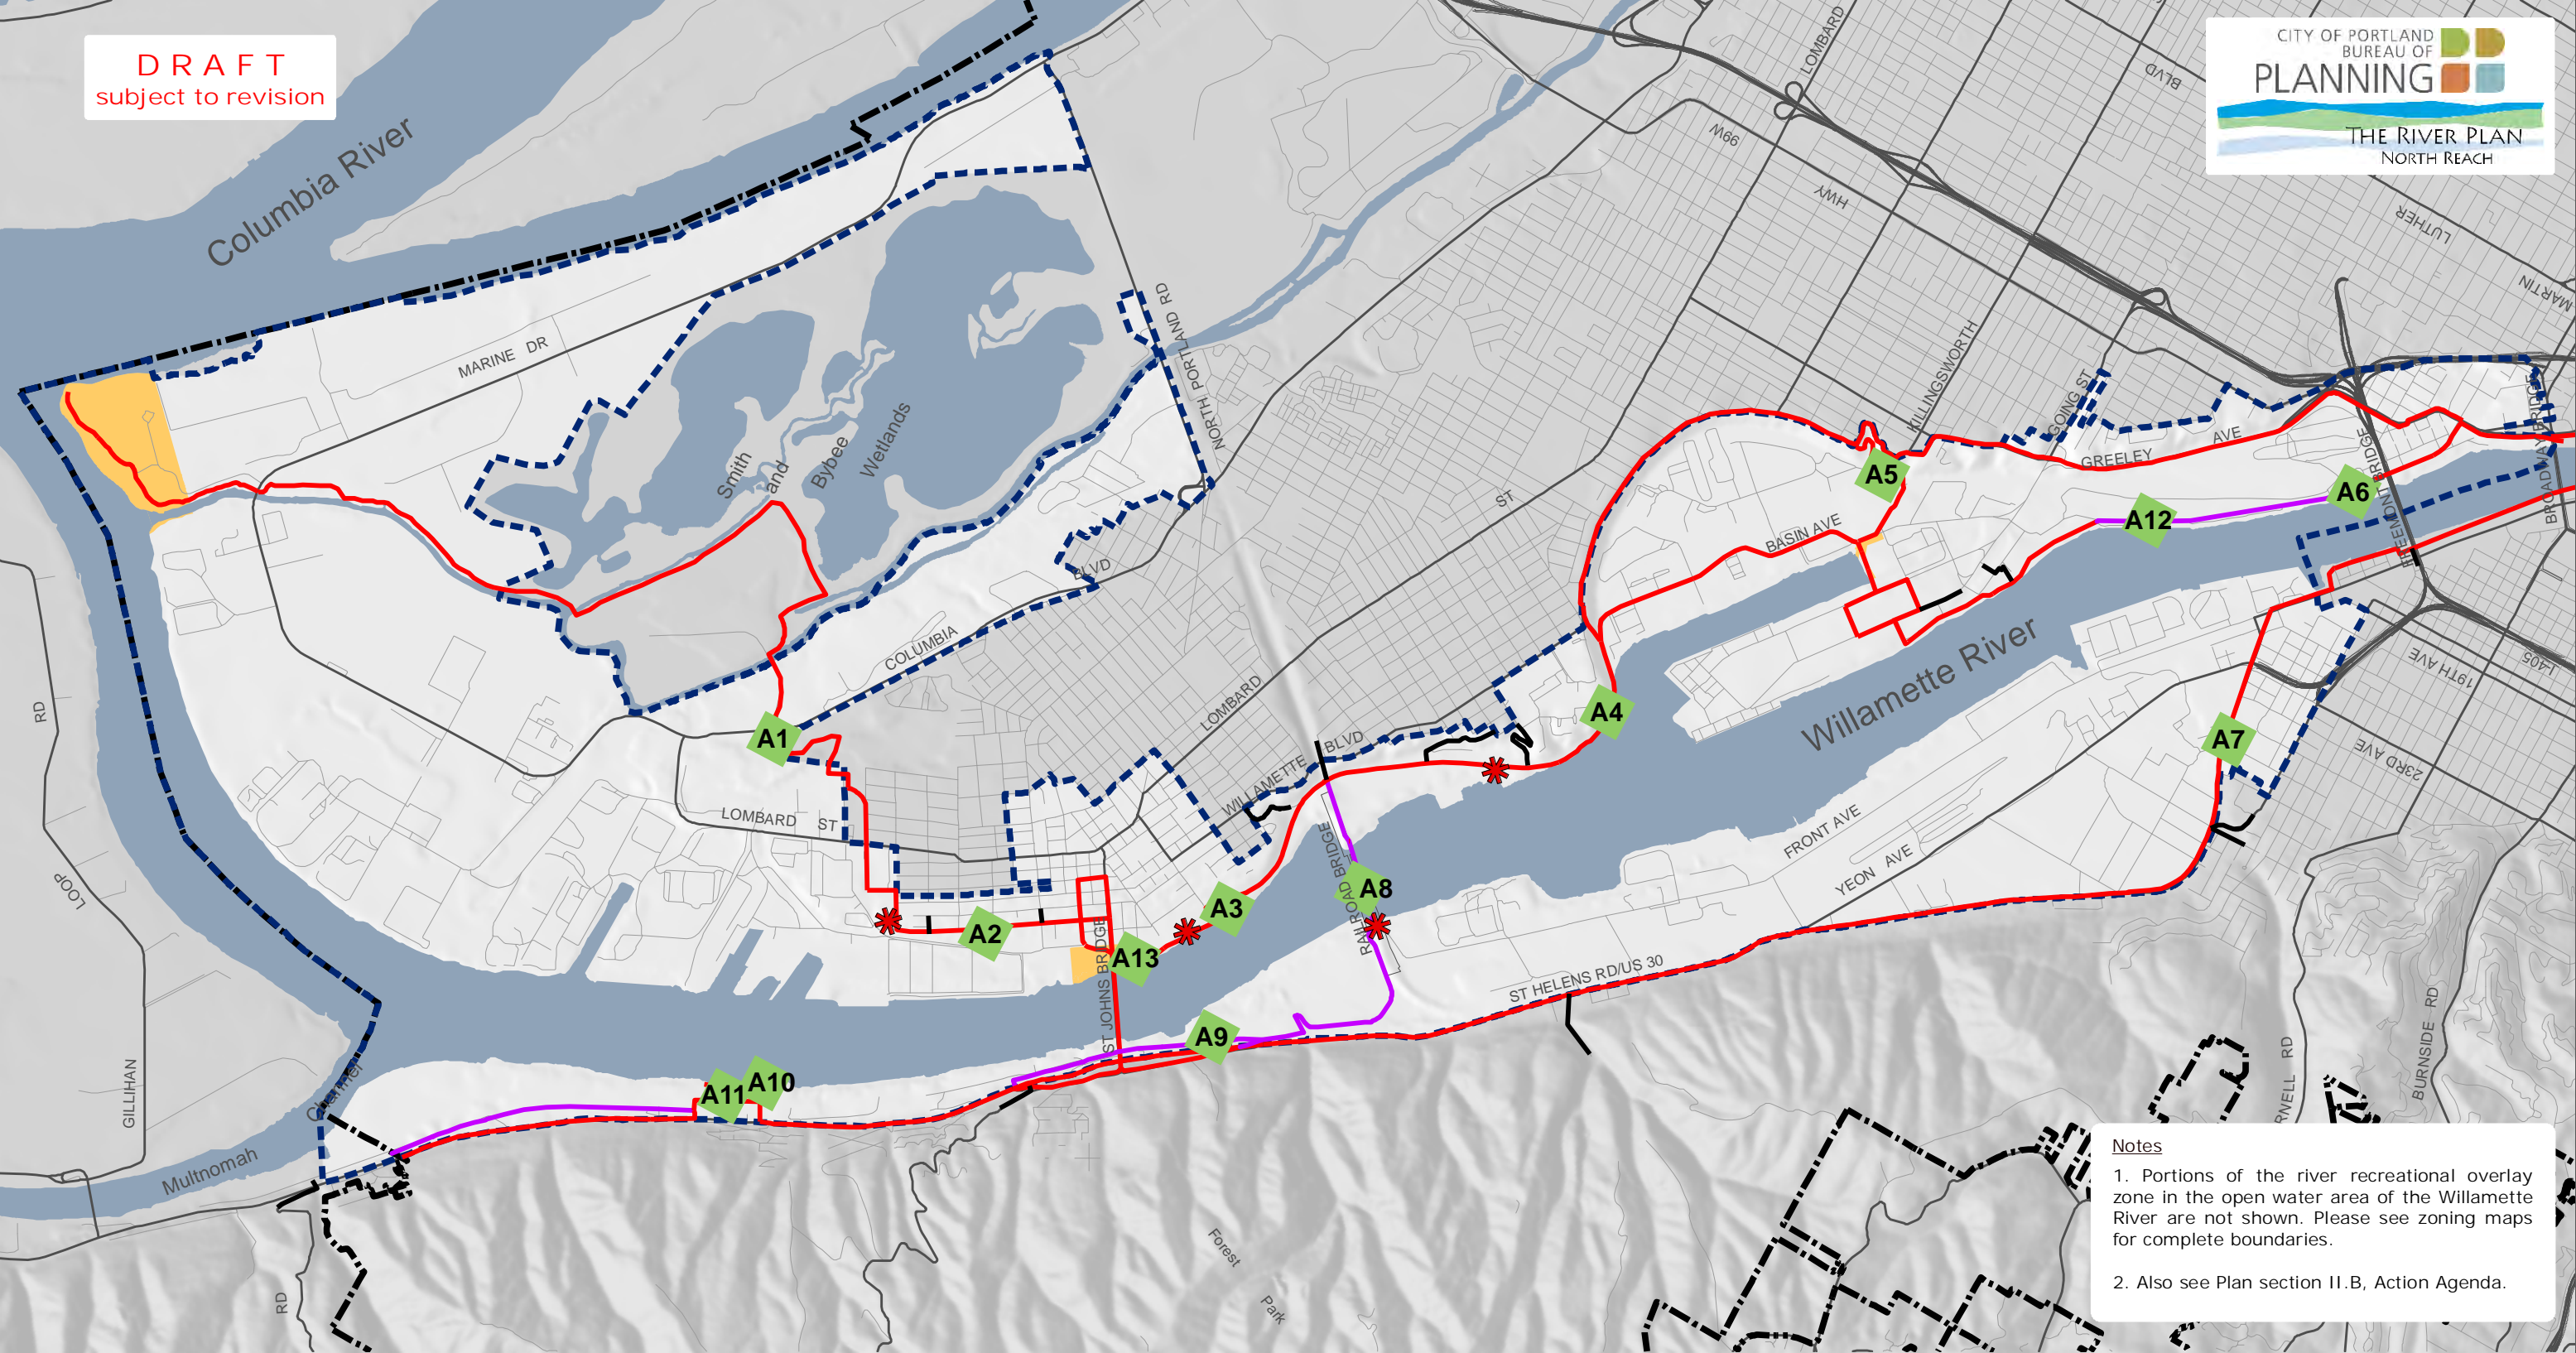 DRAFT
subject to revision
CITY OF PORTLAND
BUREAU OF
PLANNING
THE RIVER PLAN
NORTH REACH
Columbia River
LOMBARD
BLVD
99W
HWY
LUTHER
MARTIN
MARINE DR
NORTH PORTLAND RD
Smith
and
Bybee
Wetlands
KILLINGSWORTH
GOING ST
GREELEY
AVE
A5
A6
A12
FREEMONT BRIDGE
BROADWAY BRIDGE
ST
BASIN AVE
BLVD
COLUMBIA
LOMBARD
Willamette River
I405
19TH AVE
23RD AVE
RD
A1
A4
A7
BLVD
WILLAMETTE
LOMBARD ST
FRONT AVE
YEON AVE
RAILROAD BRIDGE
A8
A3
A2
A13
ST JOHNS BRIDGE
ST HELENS RD/US 30
LOOP
GILLIHAN
A9
A10
A11
Channel
Multnomah
RD
BURNSIDE RD
RNELL RD
Forest
Park
Notes
1. Portions of the river recreational overlay
zone in the open water area of the Willamette
River are not shown. Please see zoning maps
for complete boundaries.
2. Also see Plan section II.B, Action Agenda.